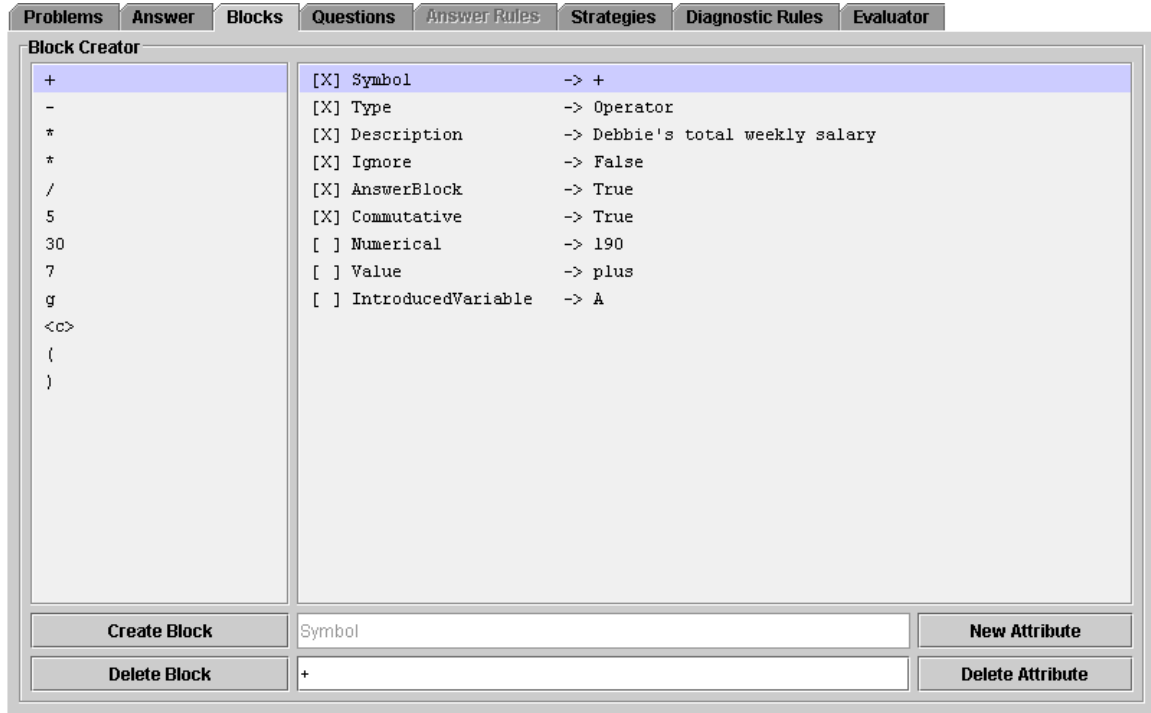 Problems Answer Blocks Questions Answer Rules Strategies Diagnostic Rules Evaluator
Block Creator
+
-
*
*
/
5
30
7
g
<c>
(
)
[X] Symbol -> +
[X] Type -> Operator
[X] Description -> Debbie's total weekly salary
[X] Ignore -> False
[X] AnswerBlock -> True
[X] Commutative -> True
[ ] Numerical -> 190
[ ] Value -> plus
[ ] IntroducedVariable -> A
Create Block Symbol New Attribute
Delete Block + Delete Attribute